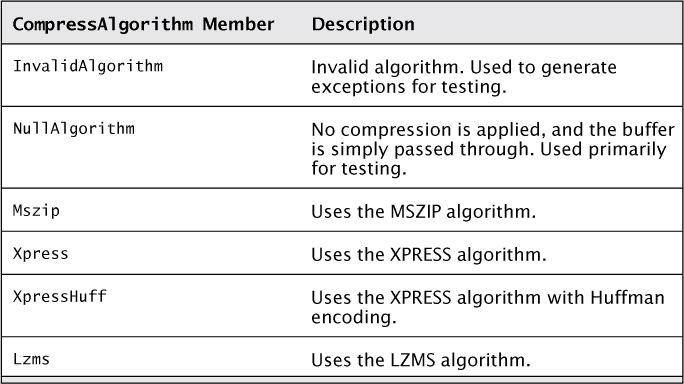 CompressAlgorithm Member Description
InvalidAlgorithm Invalid algorithm. Used to generate
exceptions for testing.
NullAlgorithm No compression is applied, and the buffer
is simply passed through. Used primarily
for testing.
Mszip Uses the MSZIP algorithm.
Xpress Uses the XPRESS algorithm.
XpressHuff Uses the XPRESS algorithm with Huffman
encoding.
Lzms Uses the LZMS algorithm.